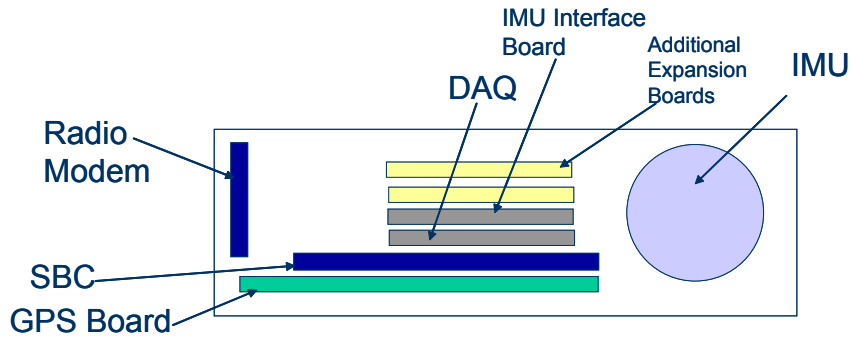 IMU Interface
Board
Additional
Expansion
Boards
IMU
DAQ
Radio
Modem
SBC
GPS Board